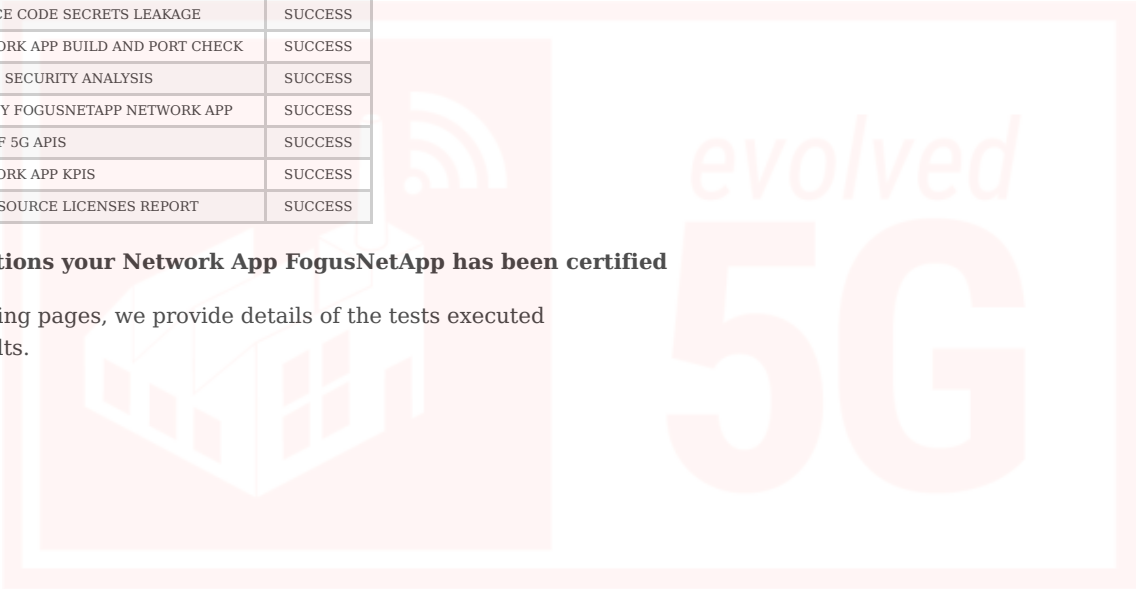 CE CODE SECRETS LEAKAGE SUCCESS
ORK APP BUILD AND PORT CHECK SUCCESS
SECURITY ANALYSIS SUCCESS
Y FOGUSNETAPP NETWORK APP SUCCESS
F 5G APIS SUCCESS
ORK APP KPIS SUCCESS
SOURCE LICENSES REPORT SUCCESS
tions your Network App FogusNetApp has been certified
ing pages, we provide details of the tests executed
lts.
evolved
5G